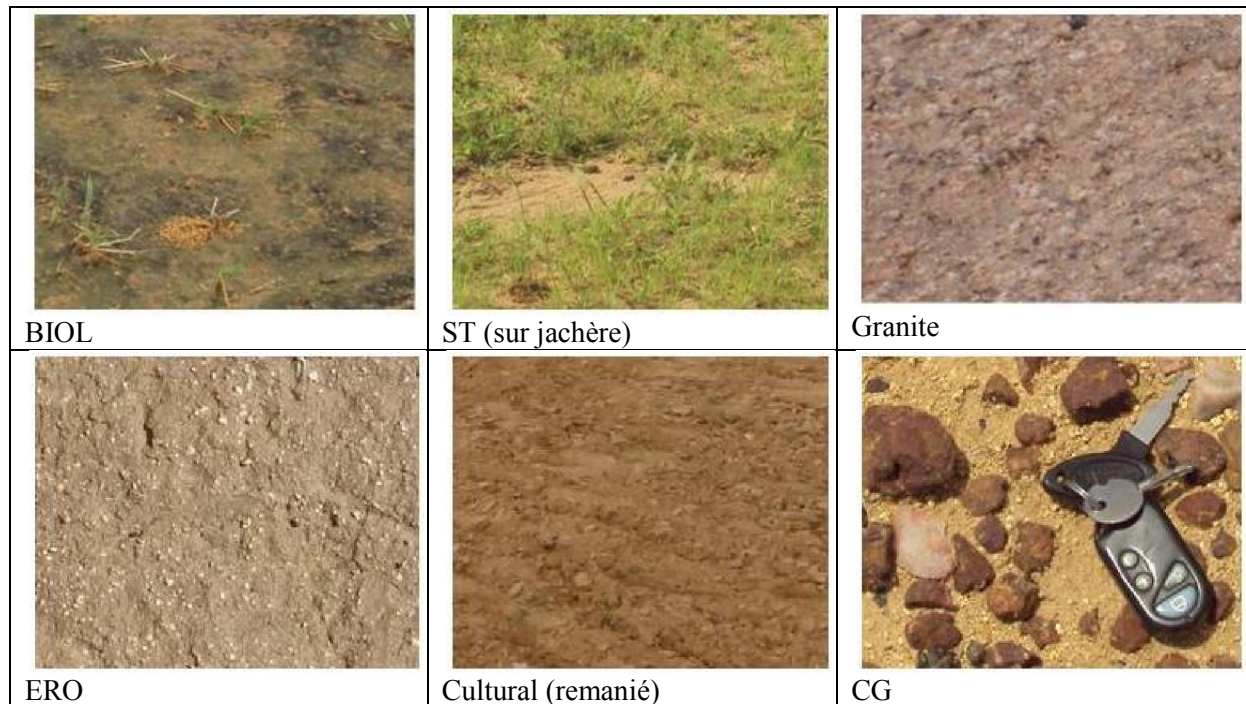 BIOL
ST (sur jachère)
Granite
ERO
Cultural (remanié)
CG